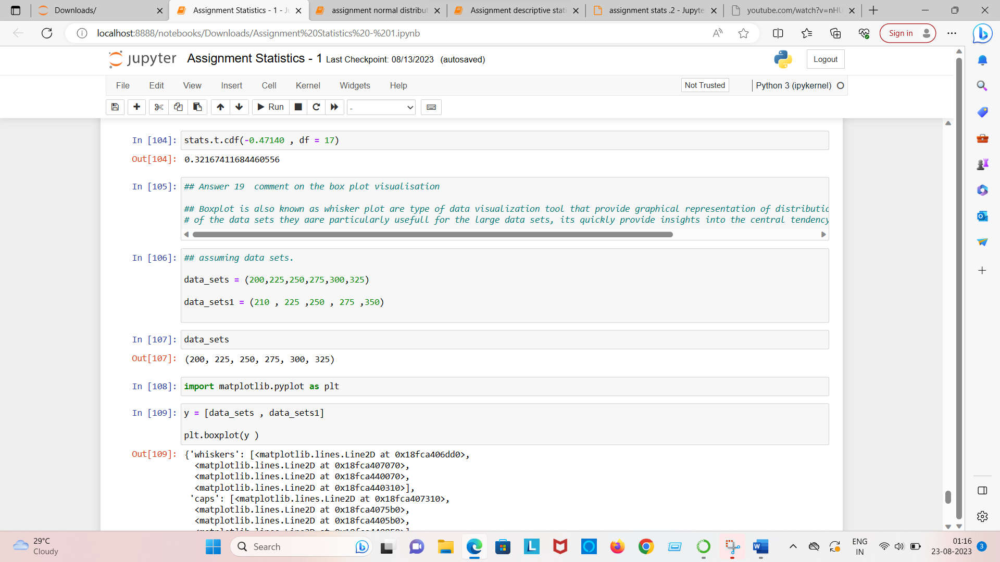 Downloads/
Assignment Statistics - 1 - Ju
assignment normal distribut
Assignment descriptive stati
assignment stats .2 - Jupyte
youtube.com/watch?v=nHU
localhost:8888/notebooks/Downloads/Assignment%20Statistics%20-%201.ipynb
Sign in
jupyter Assignment Statistics - 1 Last Checkpoint: 08/13/2023 (autosaved)
Logout
File Edit View Insert Cell Kernel Widgets Help
Not Trusted
Python 3 (ipykernel)
Run
-
In [104]: stats.t.cdf(-0.47140 , df = 17)
Out[104]: 0.32167411684460556
In [105]: ## Answer 19  comment on the box plot visualisation
## Boxplot is also known as whisker plot are type of data visualization tool that provide graphical representation of distributic
# of the data sets they aare particularly usefull for the large data sets, its quickly provide insights into the central tendency
In [106]: ## assuming data sets.
data_sets = (200,225,250,275,300,325)
data_sets1 = (210 , 225 ,250 , 275 ,350)
In [107]: data_sets
Out[107]: (200, 225, 250, 275, 300, 325)
In [108]: import matplotlib.pyplot as plt
In [109]: y = [data_sets , data_sets1]
plt.boxplot(y )
Out[109]: {'whiskers': [<matplotlib.lines.Line2D at 0x18fca406dd0>,
<matplotlib.lines.Line2D at 0x18fca407070>,
<matplotlib.lines.Line2D at 0x18fca440070>,
<matplotlib.lines.Line2D at 0x18fca440310>],
'caps': [<matplotlib.lines.Line2D at 0x18fca407310>,
<matplotlib.lines.Line2D at 0x18fca4075b0>,
<matplotlib.lines.Line2D at 0x18fca4405b0>,
29°C
Cloudy
Search
ENG
IN
01:16
23-08-2023
3